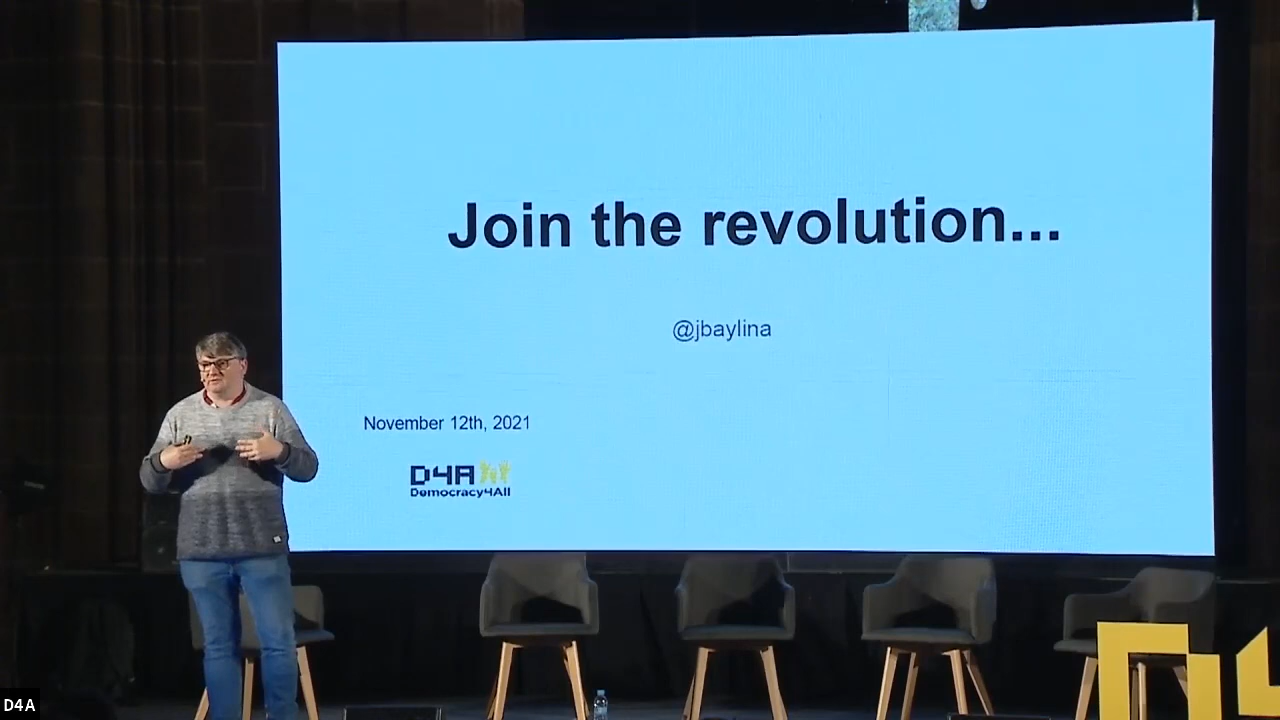 Join the revolution...
@jbaylina
November 12th, 2021
D4A
Democracy4All
D4A